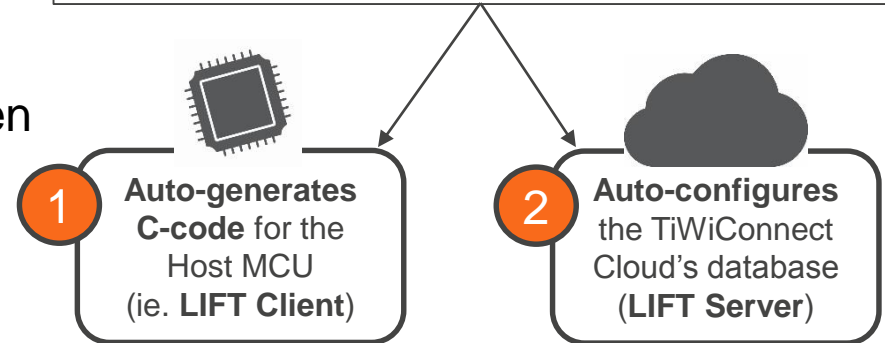 en
1
Auto-generates
C-code for the
Host MCU
(ie. LIFT Client)
2
Auto-configures
the TiWiConnect
Cloud’s database
(LIFT Server)